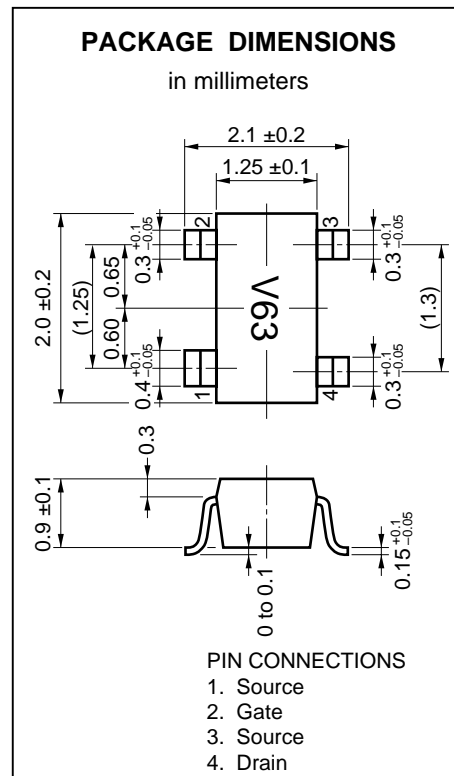 PACKAGE DIMENSIONS
in millimeters
2.1 ±0.2
1.25 ±0.1
2.0 ±0.2
(1.25)
0.60 0.65
0.3 +0.1 −0.05
0.4 +0.1 −0.05
2
1
V63
3
4
0.3 +0.1 −0.05
0.3 +0.1 −0.05
(1.3)
0.9 ±0.1
0.3
0 to 0.1
0.15 +0.1 −0.05
PIN CONNECTIONS
1. Source
2. Gate
3. Source
4. Drain